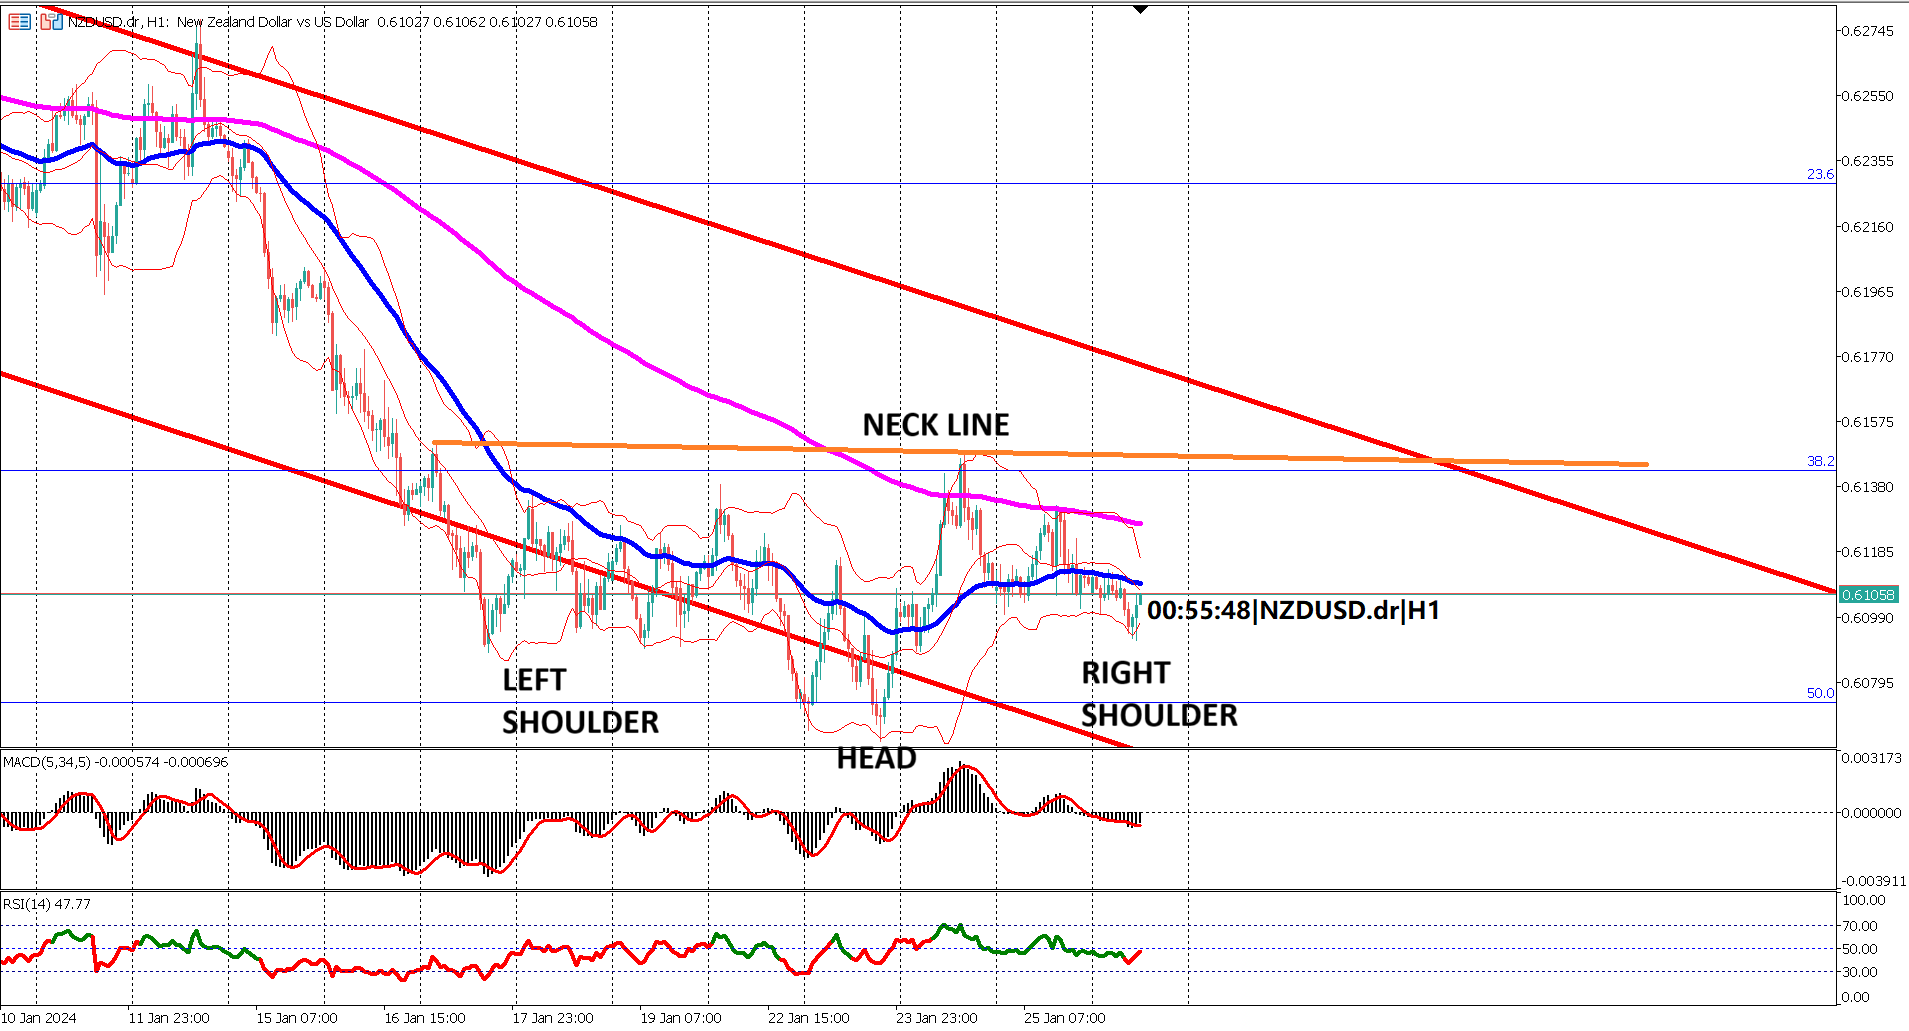 NZDUSD.dr, H1: New Zealand Dollar vs US Dollar 0.61027 0.61062 0.61027 0.61058
0.62745
0.62550
0.62355
23.6
0.62160
0.61965
0.61770
NECK LINE
0.61575
38.2
0.61380
0.61185
0.61058
00:55:48|NZDUSD.dr|H1
0.60990
LEFT
SHOULDER
RIGHT
SHOULDER
0.60795
50.0
HEAD
MACD(5,34,5) -0.000574 -0.000696
0.003173
0.000000
-0.003911
RSI(14) 47.77
100.00
70.00
50.00
30.00
0.00
10 Jan 2024 11 Jan 23:00 15 Jan 07:00 16 Jan 15:00 17 Jan 23:00 19 Jan 07:00 22 Jan 15:00 23 Jan 23:00 25 Jan 07:00